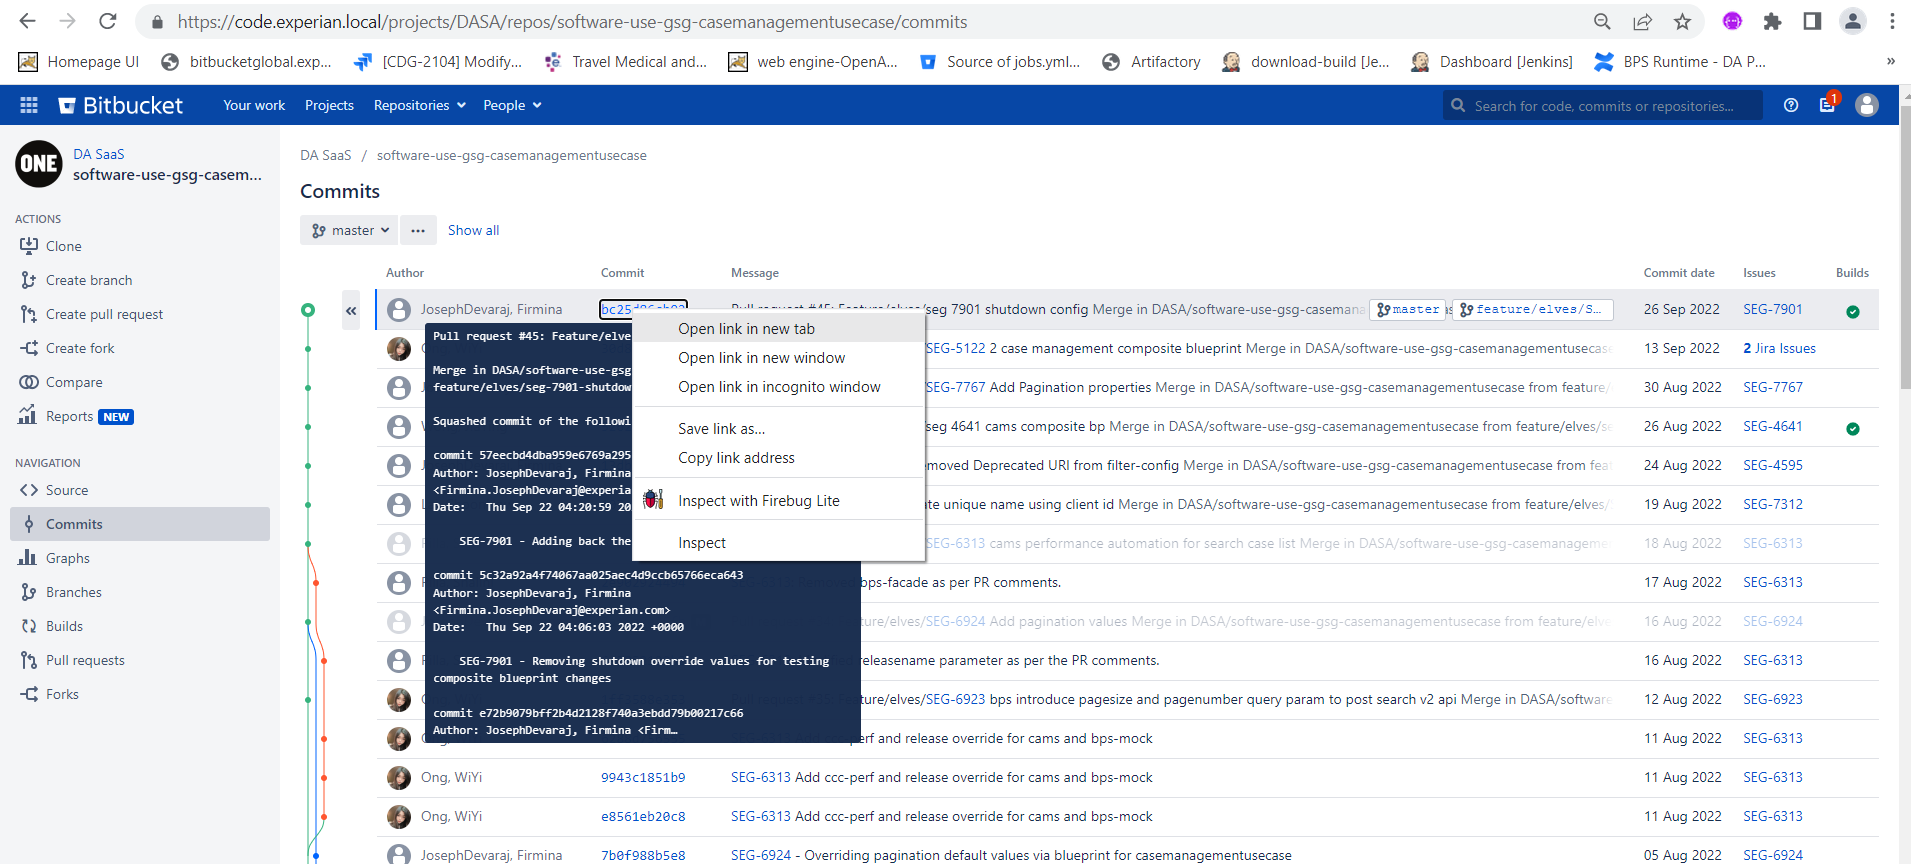 https://code.experian.local/projects/DASA/repos/software-use-gsg-casemanagementusecase/commits
Homepage UI bitbucketglobal.exp... [CDG-2104] Modify,... Travel Medical and... web engine-OpenA... Source of jobs.yml,... Artifactory download-build [Je... Dashboard [Jenkins] BPS Runtime - DA P... »
Bitbucket Your work Projects Repositories People Search for code, commits or repositories... 1
ONE DA SaaS
software-use-gsg-casem...
ACTIONS
Clone
Create branch
Create pull request
Create fork
Compare
Reports NEW
NAVIGATION
Source
Commits
Graphs
Branches
Builds
Pull requests
Forks
DA SaaS / software-use-gsg-casemanagementusecase
Commits
master ... Show all
Author Commit Message Commit date Issues Builds
JosephDevaraj, Firmina seg 7901 shutdown config Merge in DASA/software-use-gsg-casemana master feature/elves/S... 26 Sep 2022 SEG-7901
/SEG-5122 2 case management composite blueprint Merge in DASA/software-use-gsg-casemanagementusecase 13 Sep 2022 2 Jira Issues
/SEG-7767 Add Pagination properties Merge in DASA/software-use-gsg-casemanagementusecase from feature/ 30 Aug 2022 SEG-7767
/seg 4641 cams composite bp Merge in DASA/software-use-gsg-casemanagementusecase from feature/elves/se 26 Aug 2022 SEG-4641
moved Deprecated URI from filter-config Merge in DASA/software-use-gsg-casemanagementusecase from fea 24 Aug 2022 SEG-4595
te unique name using client id Merge in DASA/software-use-gsg-casemanagementusecase from feature/elves/S 19 Aug 2022 SEG-7312
/SEG-6313 cams performance automation for search case list Merge in DASA/software-use-gsg-casemanageme 18 Aug 2022 SEG-6313
bps-facade as per PR comments. 17 Aug 2022 SEG-6313
ture/elves/SEG-6924 Add pagination values Merge in DASA/software-use-gsg-casemanagementusecase from feature/el 16 Aug 2022 SEG-6924
releasename parameter as per the PR comments. 16 Aug 2022 SEG-6313
/elves/SEG-6923 bps introduce pagesize and pagenumber query param to post search v2 api Merge in DASA/software 12 Aug 2022 SEG-6923
Ong, perf and release override for cams and bps-mock 11 Aug 2022 SEG-6313
Ong, WiYi 9943c1851b9 SEG-6313 Add ccc-perf and release override for cams and bps-mock 11 Aug 2022 SEG-6313
Ong, WiYi e8561eb20c8 SEG-6313 Add ccc-perf and release override for cams and bps-mock 11 Aug 2022 SEG-6313
JosephDevaraj, Firmina 7b0f988b5e8 SEG-6924 - Overriding pagination default values via blueprint for casemanagementusecase 05 Aug 2022 SEG-6924
Pull request #45: Feature/elve
Merge in DASA/software-use-gsg
feature/elves/seg-7901-shutdow
Squashed commit of the followi
commit 57eecbd4dba959e6769a295
Author: JosephDevaraj, Firmina
<Firmina.JosephDevaraj@experia
Date: Thu Sep 22 04:20:59 20
SEG-7901 - Adding back the
commit 5c32a92a4f74067aa025aec4d9ccb65766eca643
Author: JosephDevaraj, Firmina
<Firmina.JosephDevaraj@experian.com>
Date: Thu Sep 22 04:06:03 2022 +0000
SEG-7901 - Removing shutdown override values for testing
composite blueprint changes
commit e72b9079bff2b4d2128f740a3ebdd79b00217c66
Author: JosephDevaraj, Firmina <Firm…
Open link in new tab
Open link in new window
Open link in incognito window
Save link as...
Copy link address
Inspect with Firebug Lite
Inspect